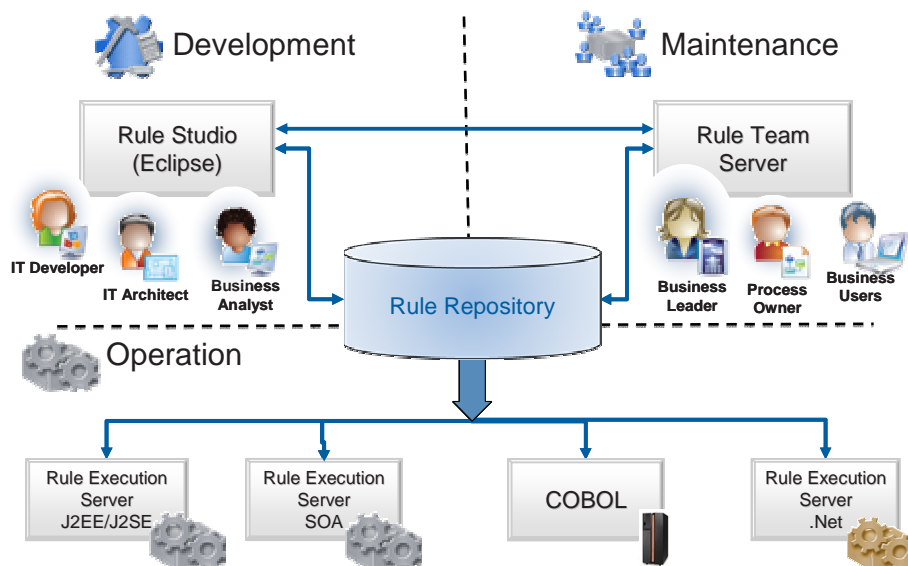 Development
Maintenance
Rule Studio
(Eclipse)
Rule Team
Server
IT Developer
IT Architect
Business
Analyst
Business
Leader
Process
Owner
Business
Users
Rule Repository
Operation
Rule Execution
Server
J2EE/J2SE
Rule Execution
Server
SOA
COBOL
Rule Execution
Server
.Net